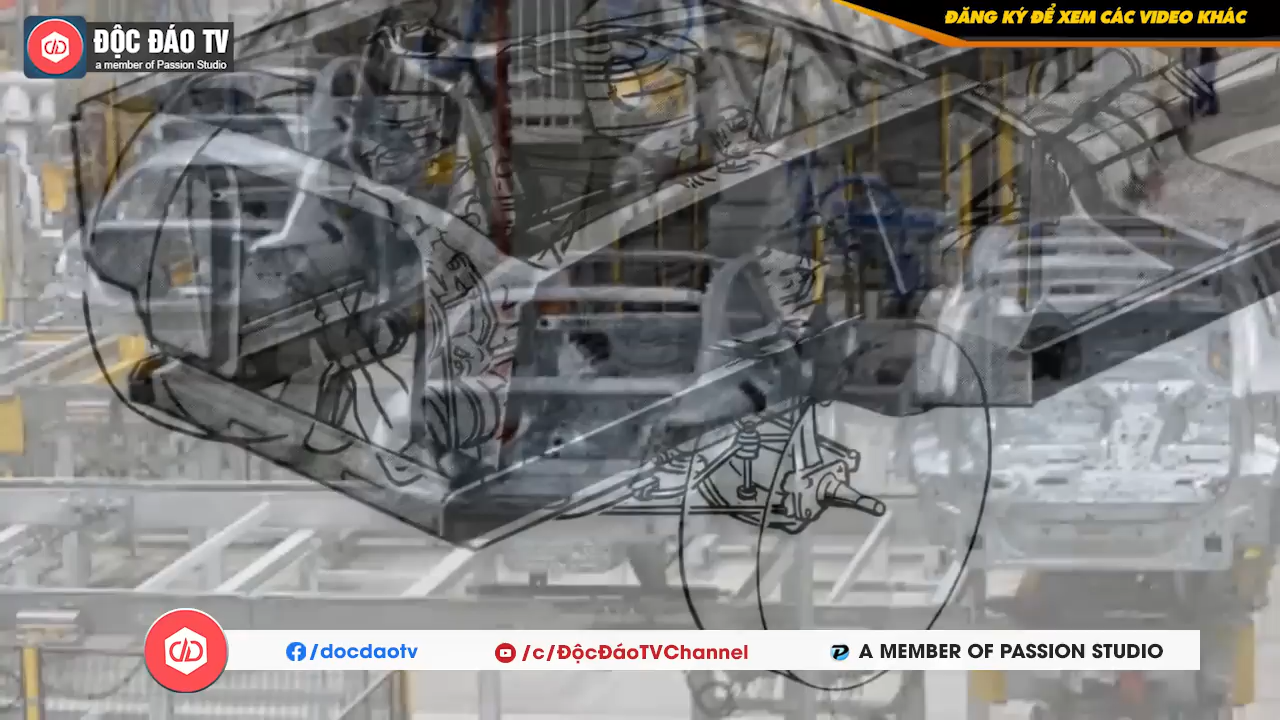 ĐỘC ĐÁO TV
a member of Passion Studio
ĐĂNG KÝ ĐỂ XEM CÁC VIDEO KHÁC
/docdaotv
/c/ĐộcĐáoTVChannel
A MEMBER OF PASSION STUDIO